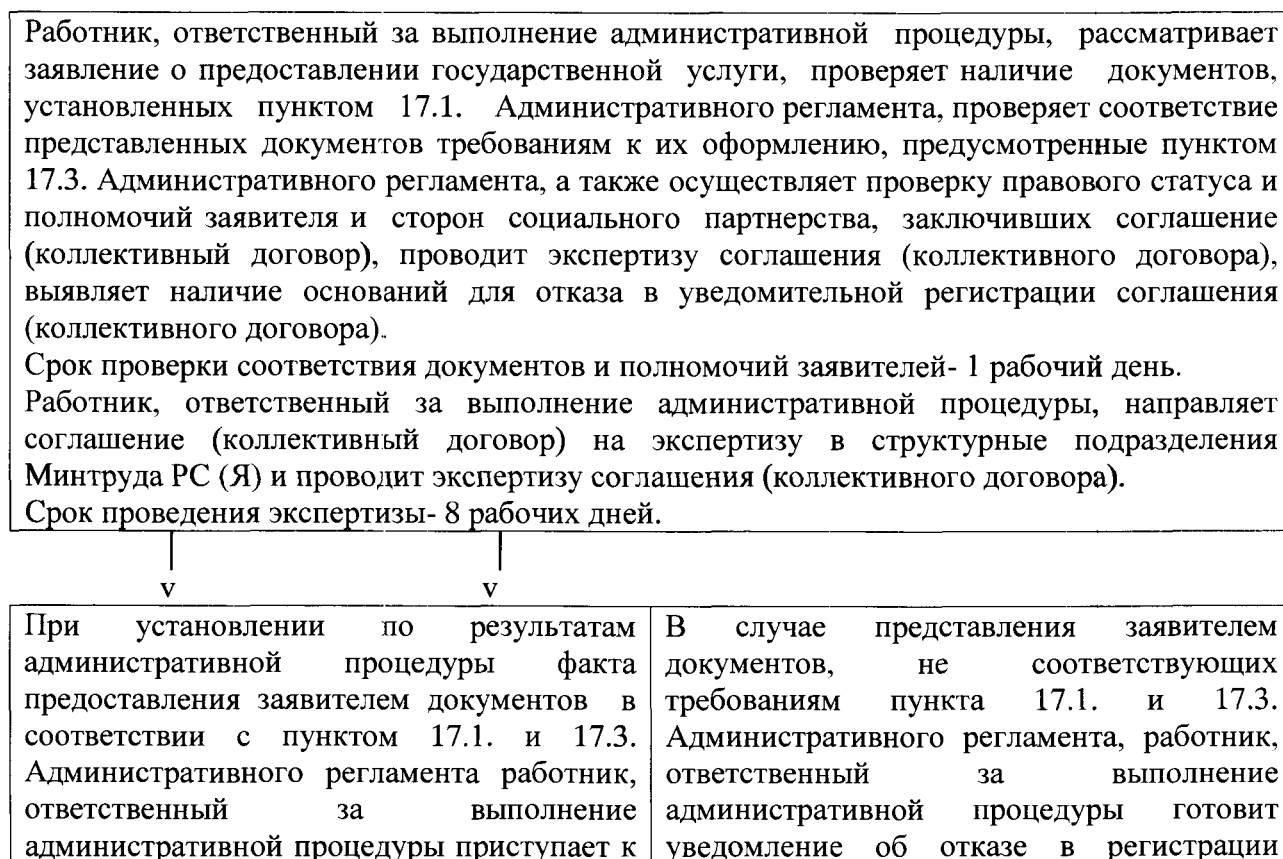 Работник, ответственный за выполнение административной процедуры, рассматривает
заявление о предоставлении государственной услуги, проверяет наличие документов,
установленных пунктом 17.1. Административного регламента, проверяет соответствие
представленных документов требованиям к их оформлению, предусмотренные пунктом
17.3. Административного регламента, а также осуществляет проверку правового статуса и
полномочий заявителя и сторон социального партнерства, заключивших соглашение
(коллективный договор), проводит экспертизу соглашения (коллективного договора),
выявляет наличие оснований для отказа в уведомительной регистрации соглашения
(коллективного договора).
Срок проверки соответствия документов и полномочий заявителей- 1 рабочий день.
Работник, ответственный за выполнение административной процедуры, направляет
соглашение (коллективный договор) на экспертизу в структурные подразделения
Минтруда РС (Я) и проводит экспертизу соглашения (коллективного договора).
Срок проведения экспертизы- 8 рабочих дней.
v v
При установлении по результатам
административной процедуры факта
предоставления заявителем документов в
соответствии с пунктом 17.1. и 17.3.
Административного регламента работник,
ответственный за выполнение
административной процедуры приступает к
В случае представления заявителем
документов, не соответствующих
требованиям пункта 17.1. и 17.3.
Административного регламента, работник,
ответственный за выполнение
административной процедуры готовит
уведомление об отказе в регистрации